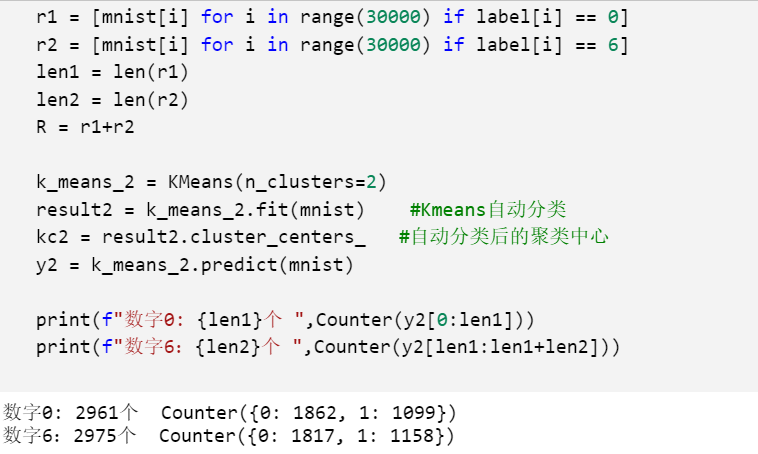 r1 = [mnist[i] for i in range(30000) if label[i] == 0]
r2 = [mnist[i] for i in range(30000) if label[i] == 6]
len1 = len(r1)
len2 = len(r2)
R = r1+r2
k_means_2 = KMeans(n_clusters=2)
result2 = k_means_2.fit(mnist)    #Kmeans自动分类
kc2 = result2.cluster_centers_   #自动分类后的聚类中心
y2 = k_means_2.predict(mnist)
print(f"数字0: {len1}个 ",Counter(y2[0:len1]))
print(f"数字6: {len2}个 ",Counter(y2[len1:len1+len2]))
数字0: 2961个  Counter({0: 1862, 1: 1099})
数字6: 2975个  Counter({0: 1817, 1: 1158})